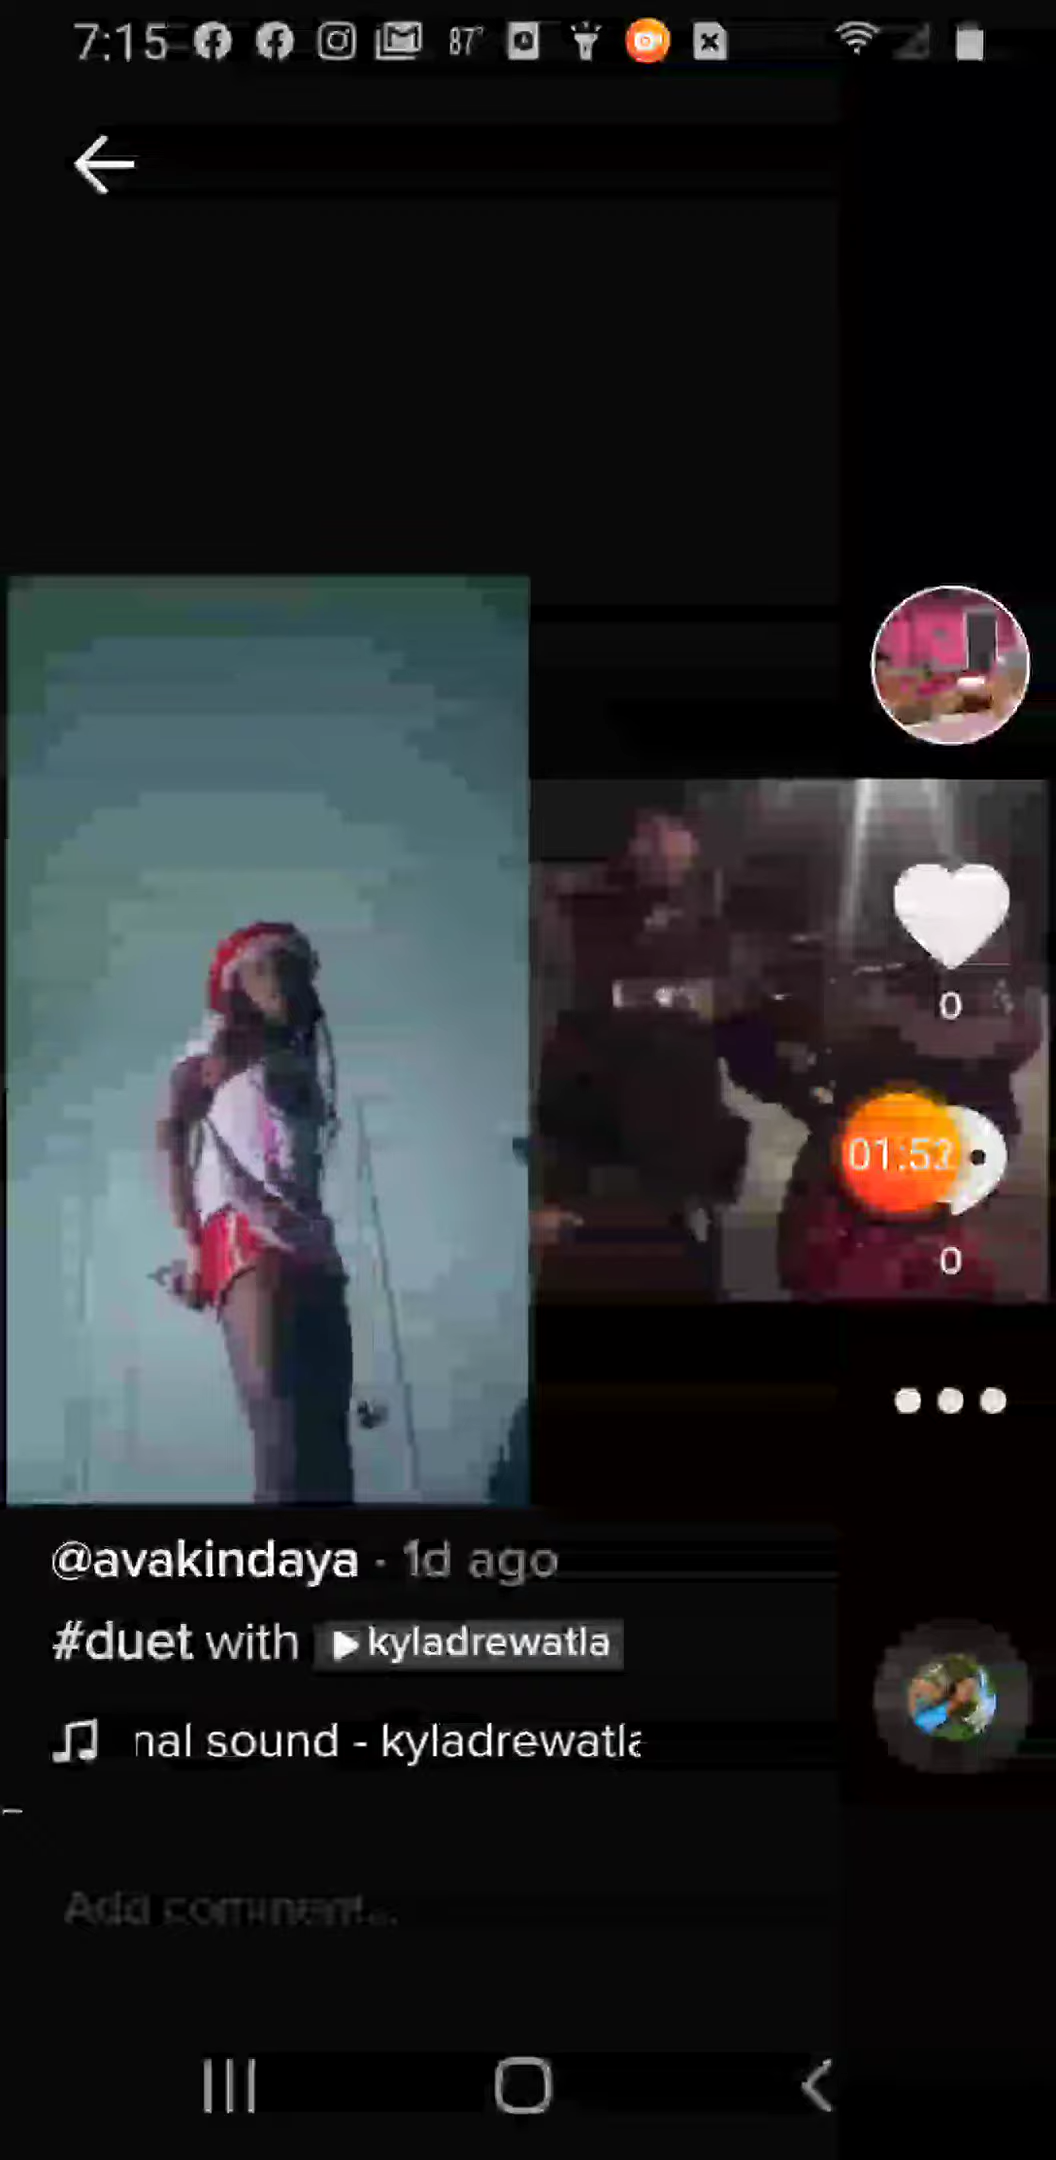 7:15
87°
0
01:52
0
@avakindaya · 1d ago
#duet with kyladrewatla
nal sound - kyladrewatla
Add comment...